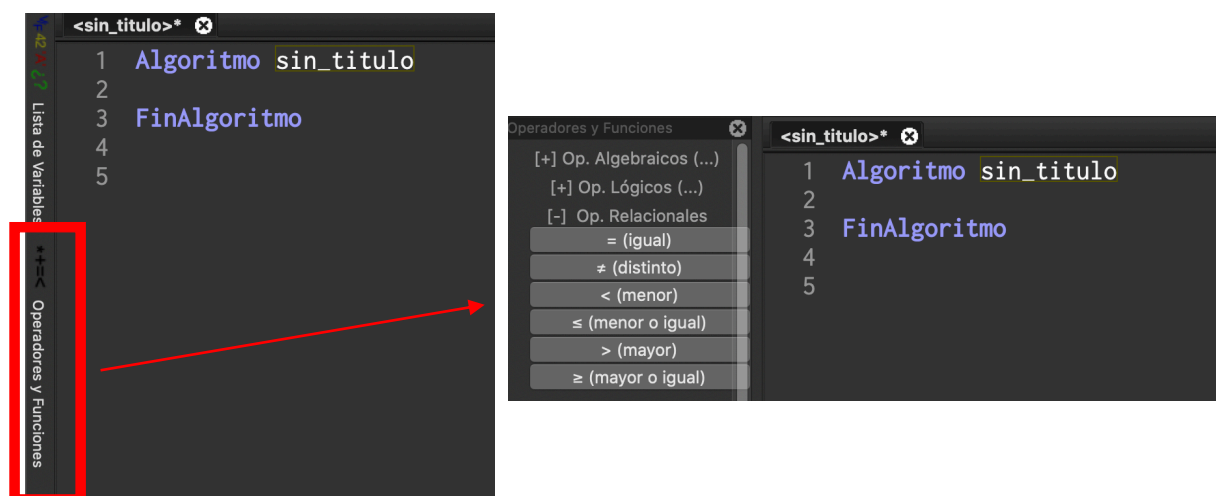 <sin_titulo>*
1 Algoritmo sin_titulo
2
3 FinAlgoritmo
4
5
*42 A ¿? Lista de Variables
*+=< Operadores y Funciones
Operadores y Funciones
[+] Op. Algebraicos (...)
[+] Op. Lógicos (...)
[-] Op. Relacionales
= (igual)
≠ (distinto)
< (menor)
≤ (menor o igual)
> (mayor)
≥ (mayor o igual)
<sin_titulo>*
1 Algoritmo sin_titulo
2
3 FinAlgoritmo
4
5